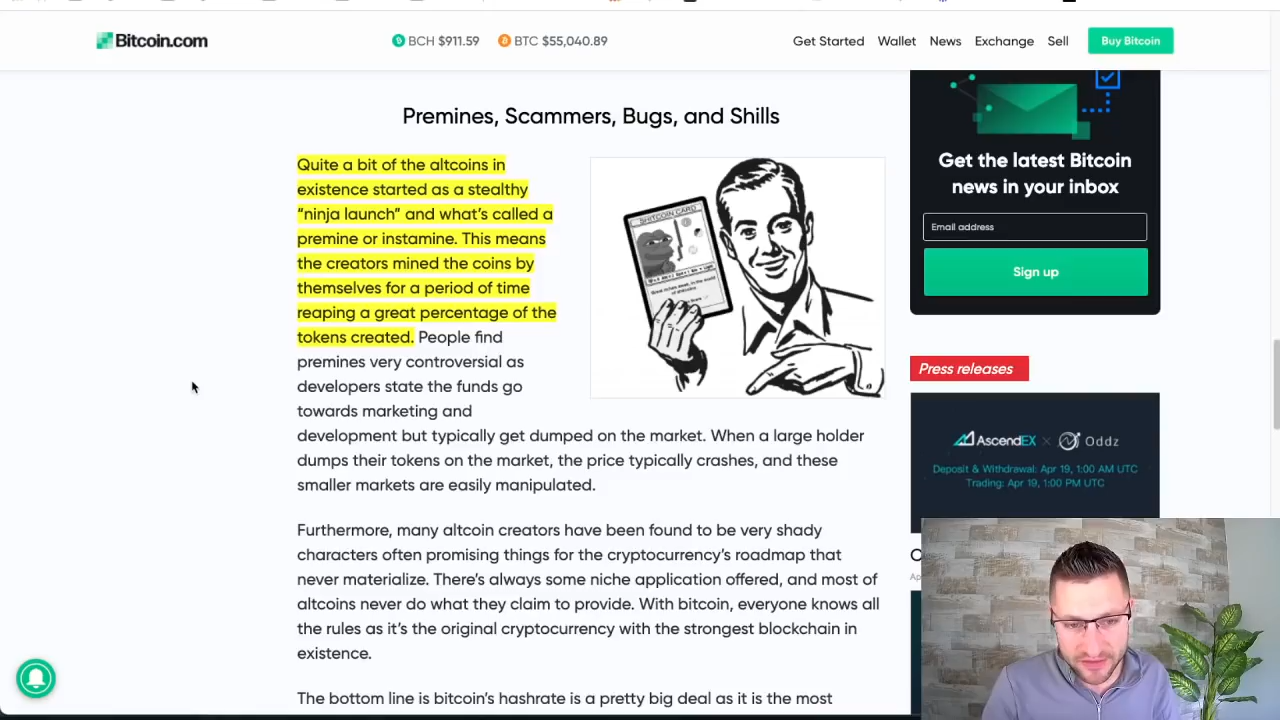 Bitcoin.com
BCH $911.59 BTC $55,040.89
Get Started Wallet News Exchange Sell Buy Bitcoin
Premines, Scammers, Bugs, and Shills
Quite a bit of the altcoins in
existence started as a stealthy
“ninja launch” and what’s called a
premine or instamine. This means
the creators mined the coins by
themselves for a period of time
reaping a great percentage of the
tokens created. People find
premines very controversial as
developers state the funds go
towards marketing and
development but typically get dumped on the market. When a large holder
dumps their tokens on the market, the price typically crashes, and these
smaller markets are easily manipulated.
Furthermore, many altcoin creators have been found to be very shady
characters often promising things for the cryptocurrency’s roadmap that
never materialize. There’s always some niche application offered, and most of
altcoins never do what they claim to provide. With bitcoin, everyone knows all
the rules as it’s the original cryptocurrency with the strongest blockchain in
existence.
The bottom line is bitcoin’s hashrate is a pretty big deal as it is the most
SHITCOIN CARD
Get the latest Bitcoin
news in your inbox
Email address
Sign up
Press releases
AscendEX × Oddz
Deposit & Withdrawal: Apr 19, 1:00 AM UTC
Trading: Apr 19, 1:00 PM UTC